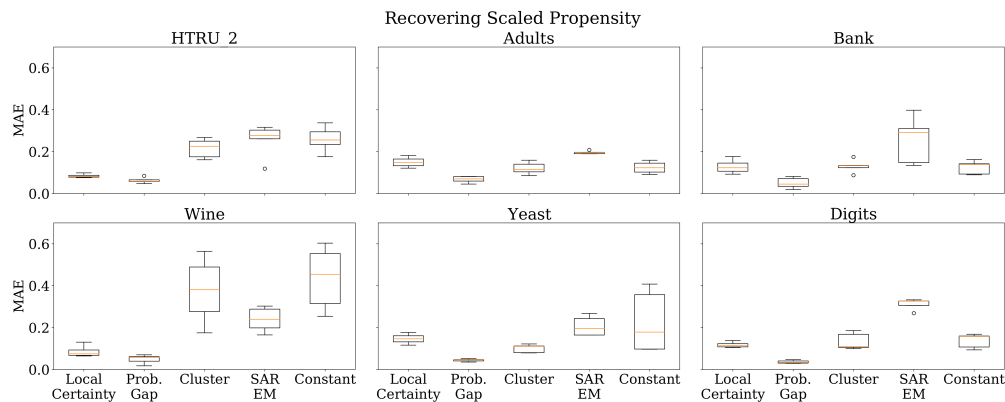 Recovering Scaled Propensity
HTRU_2
Adults
Bank
MAE
0.6
0.4
0.2
0.0
Wine
Yeast
Digits
MAE
0.6
0.4
0.2
0.0
Local Certainty
Prob. Gap
Cluster
SAR EM
Constant
Local Certainty
Prob. Gap
Cluster
SAR EM
Constant
Local Certainty
Prob. Gap
Cluster
SAR EM
Constant